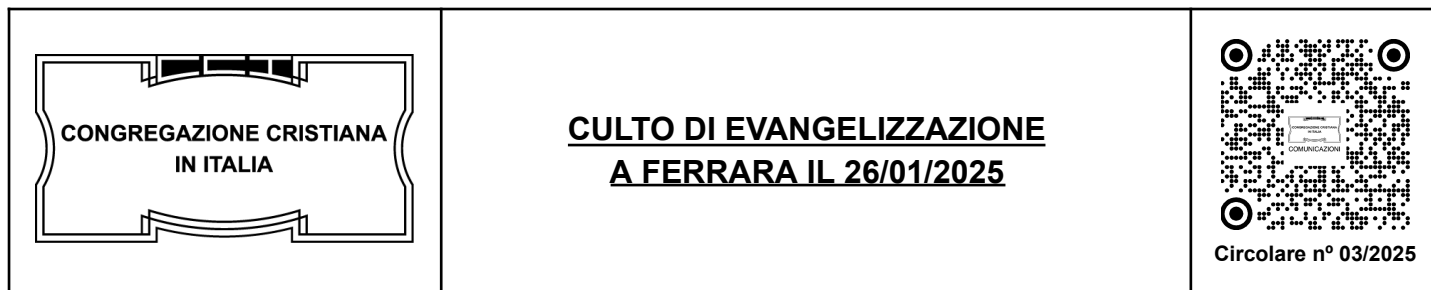 CONGREGAZIONE CRISTIANA
IN ITALIA
CULTO DI EVANGELIZZAZIONE
A FERRARA IL 26/01/2025
CONGREGAZIONE CRISTIANA
IN ITALIA
COMUNICAZIONI
Circolare nº 03/2025